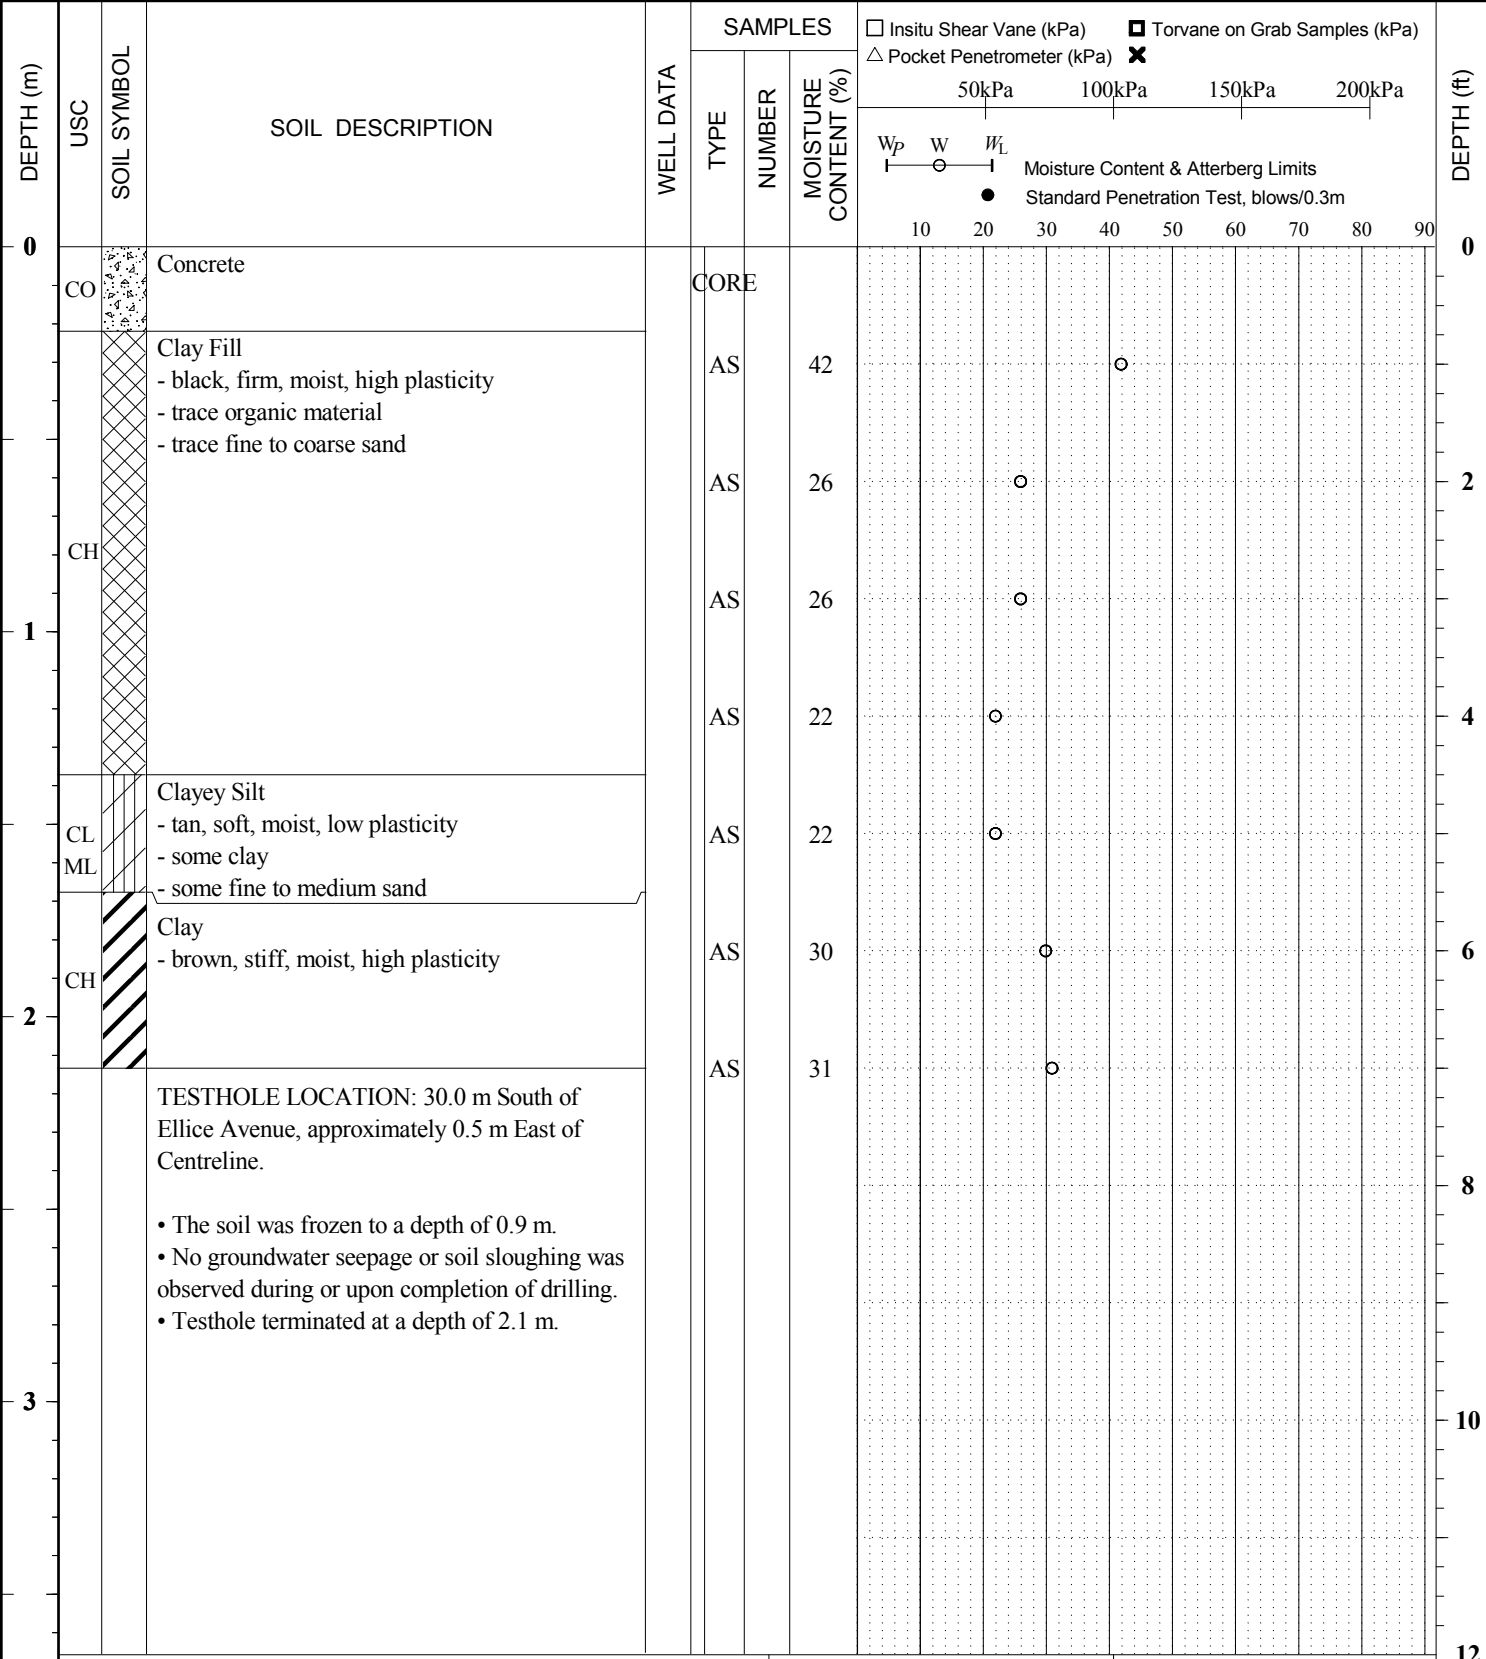 DEPTH (m)
USC
SOIL SYMBOL
SOIL DESCRIPTION
WELL DATA
SAMPLES
TYPE
NUMBER
MOISTURE CONTENT (%)
Insitu Shear Vane (kPa)
Torvane on Grab Samples (kPa)
Pocket Penetrometer (kPa)
50kPa 100kPa 150kPa 200kPa
WP W WL
Moisture Content & Atterberg Limits
Standard Penetration Test, blows/0.3m
10 20 30 40 50 60 70 80 90
DEPTH (ft)
0
0
CO
Concrete
CORE
Clay Fill
- black, firm, moist, high plasticity
- trace organic material
- trace fine to coarse sand
AS 42
AS 26
2
CH
AS 26
1
AS 22
4
Clayey Silt
- tan, soft, moist, low plasticity
- some clay
- some fine to medium sand
CL
ML
AS 22
Clay
- brown, stiff, moist, high plasticity
CH
AS 30
6
2
AS 31
TESTHOLE LOCATION: 30.0 m South of
Ellice Avenue, approximately 0.5 m East of
Centreline.
8
• The soil was frozen to a depth of 0.9 m.
• No groundwater seepage or soil sloughing was
observed during or upon completion of drilling.
• Testhole terminated at a depth of 2.1 m.
3
10
12